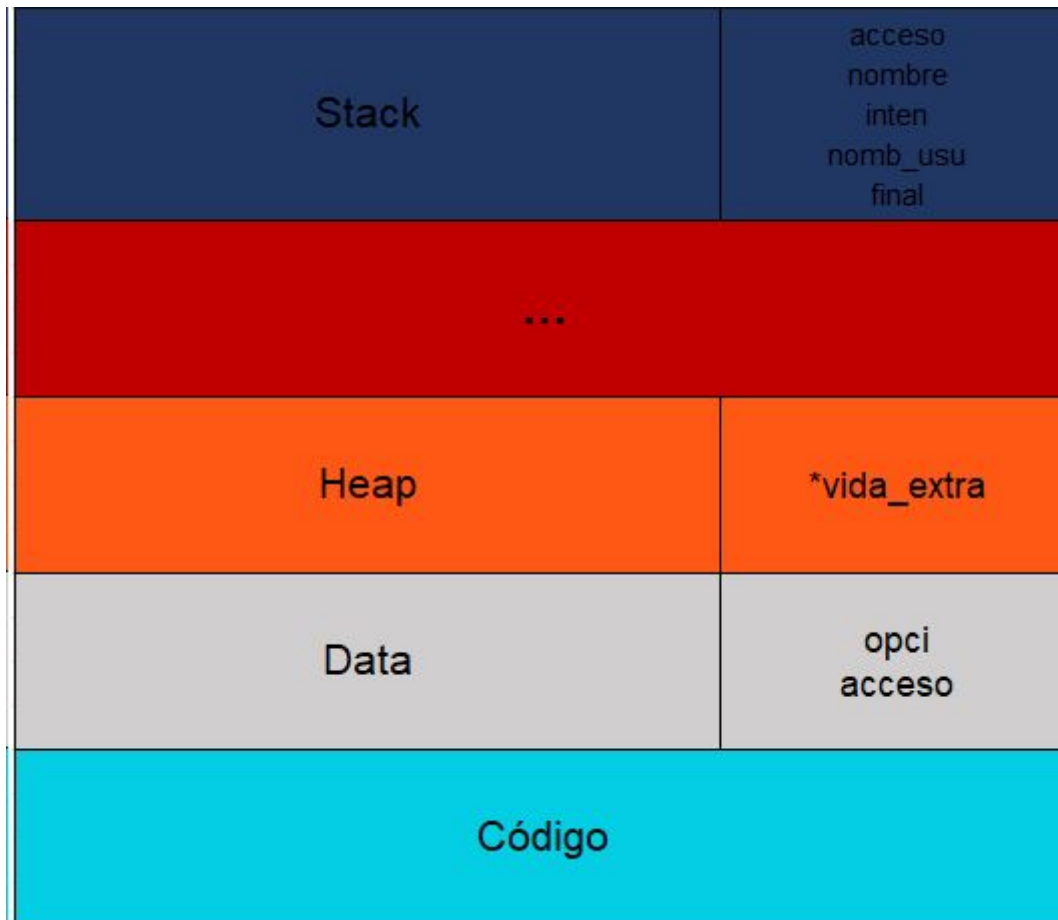 Stack
acceso
nombre
inten
nomb_usu
final
...
Heap
*vida_extra
Data
opci
acceso
Código